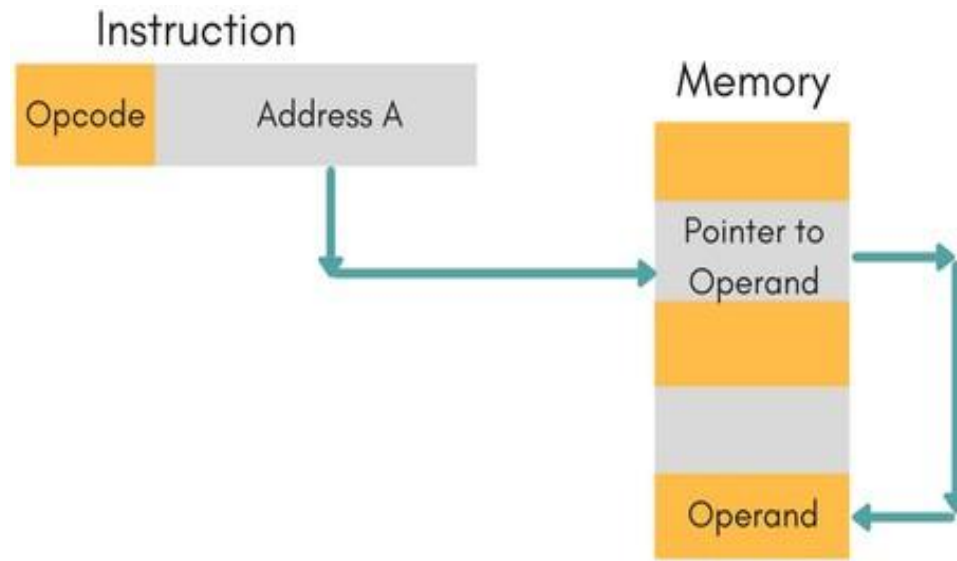 Instruction
Opcode
Address A
Memory
Pointer to
Operand
Operand